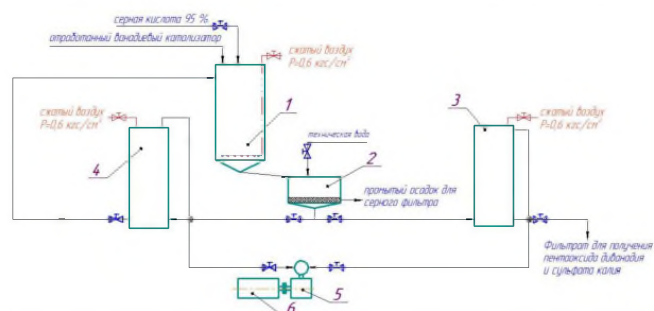 серная кислота 95 %
отработанный ванадиевый катализатор
сжатый воздух
P=0,6 кгс/см²
1
сжатый воздух
P=0,6 кгс/см²
4
техническая вода
2
промытый осадок для
серного фильтра
3
сжатый воздух
P=0,6 кгс/см²
Фильтрат для получения
пентаоксида диванадия
и сульфата калия
5
6